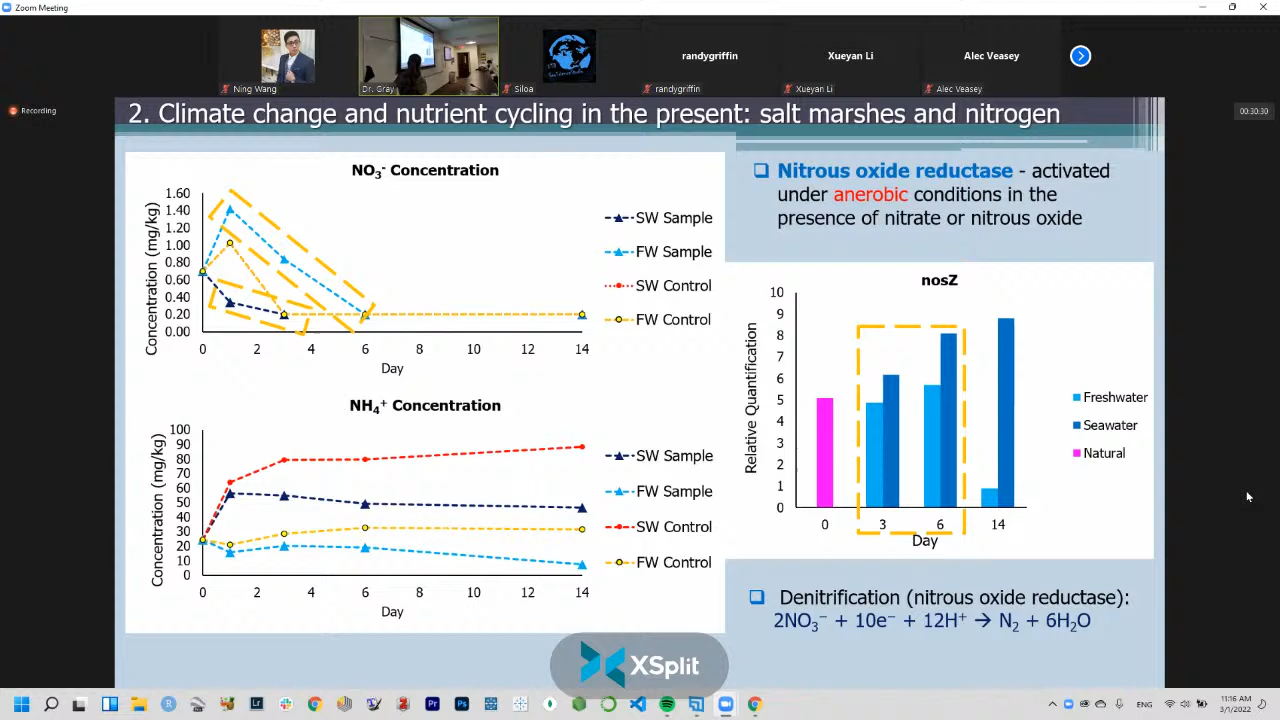 Zoom Meeting
randygriffin
Xueyan Li
Alec Veasey
Ning Wang
Dr. Gray
Siloa
randygriffin
Xueyan Li
Alec Veasey
Recording
00:30:30
2. Climate change and nutrient cycling in the present: salt marshes and nitrogen
NO₃⁻ Concentration
Concentration (mg/kg)
1.60
1.40
1.20
1.00
0.80
0.60
0.40
0.20
0.00
0 2 4 6 8 10 12 14
Day
SW Sample
FW Sample
SW Control
FW Control
NH₄⁺ Concentration
Concentration (mg/kg)
100
90
80
70
60
50
40
30
20
10
0
0 2 4 6 8 10 12 14
Day
SW Sample
FW Sample
SW Control
FW Control
Nitrous oxide reductase - activated
under anerobic conditions in the
presence of nitrate or nitrous oxide
nosZ
Relative Quantification
10
9
8
7
6
5
4
3
2
1
0
0 3 6 14
Day
Freshwater
Seawater
Natural
Denitrification (nitrous oxide reductase):
2NO₃⁻ + 10e⁻ + 12H⁺ → N₂ + 6H₂O
XSplit
R
Lr
Pr
Ps
ENG
11:16 AM
3/1/2022